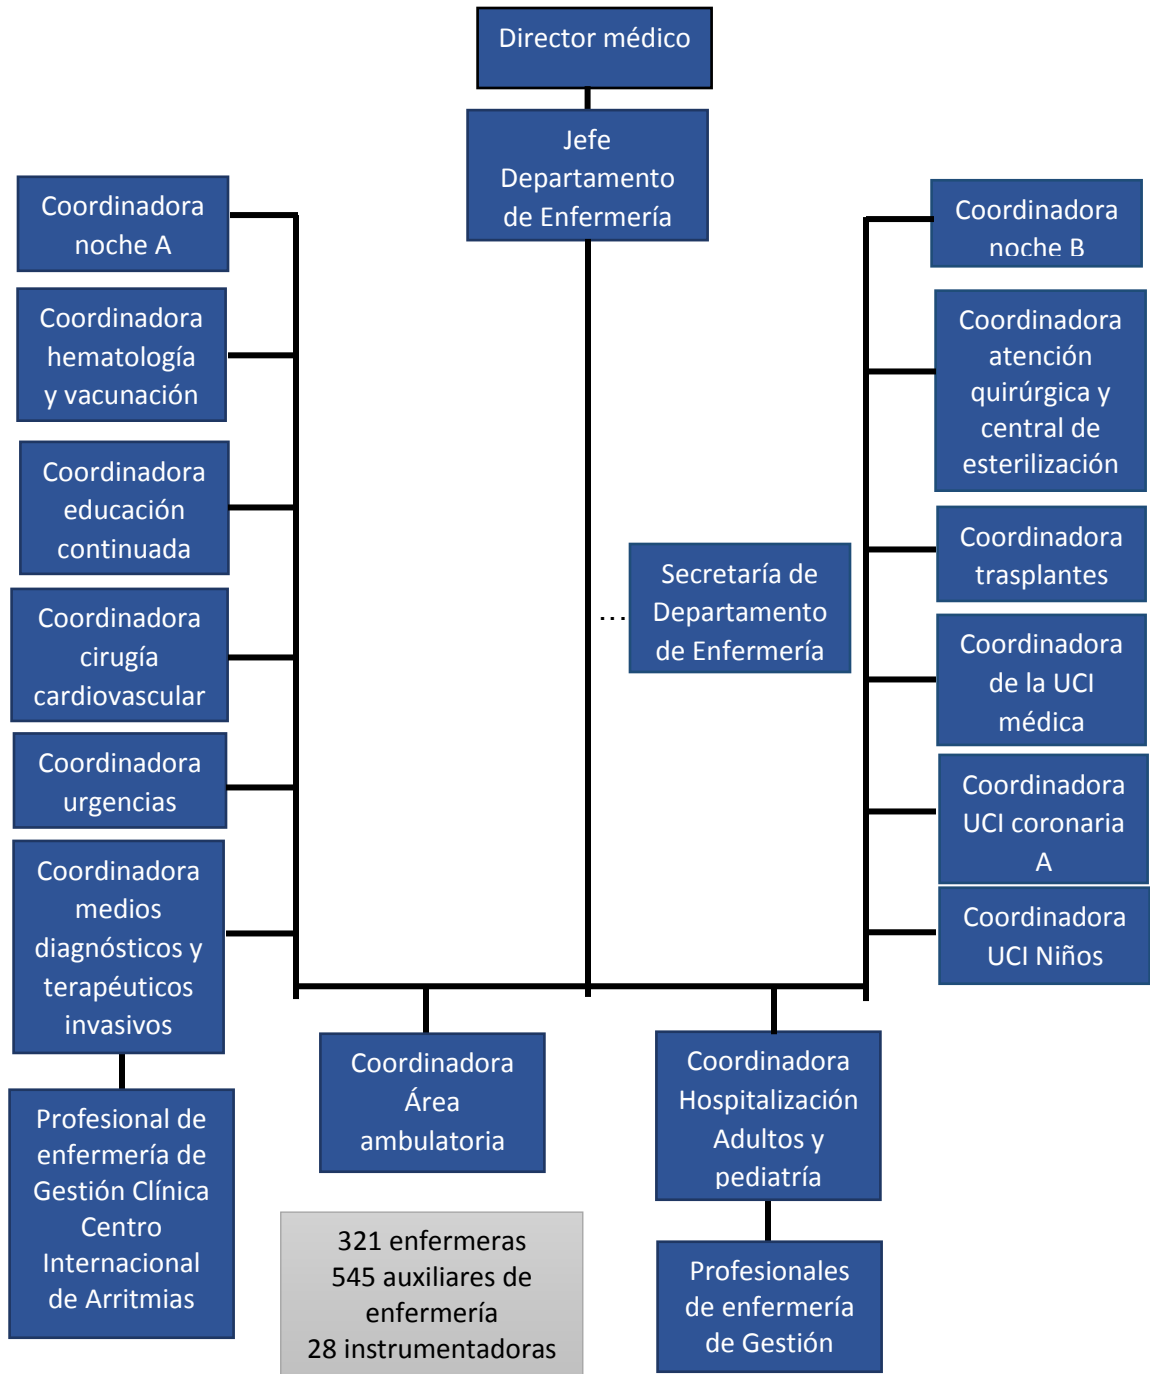 Director médico
Jefe
Departamento
de Enfermería
Coordinadora
noche A
Coordinadora
hematología
y vacunación
Coordinadora
educación
continuada
Coordinadora
cirugía
cardiovascular
Coordinadora
urgencias
Coordinadora
medios
diagnósticos y
terapéuticos
invasivos
Profesional de
enfermería de
Gestión Clínica
Centro
Internacional
de Arritmias
...
Secretaría de
Departamento
de Enfermería
Coordinadora
noche B
Coordinadora
atención
quirúrgica y
central de
esterilización
Coordinadora
trasplantes
Coordinadora
de la UCI
médica
Coordinadora
UCI coronaria
A
Coordinadora
UCI Niños
Coordinadora
Área
ambulatoria
Coordinadora
Hospitalización
Adultos y
pediatría
Profesionales
de enfermería
de Gestión
321 enfermeras
545 auxiliares de
enfermería
28 instrumentadoras